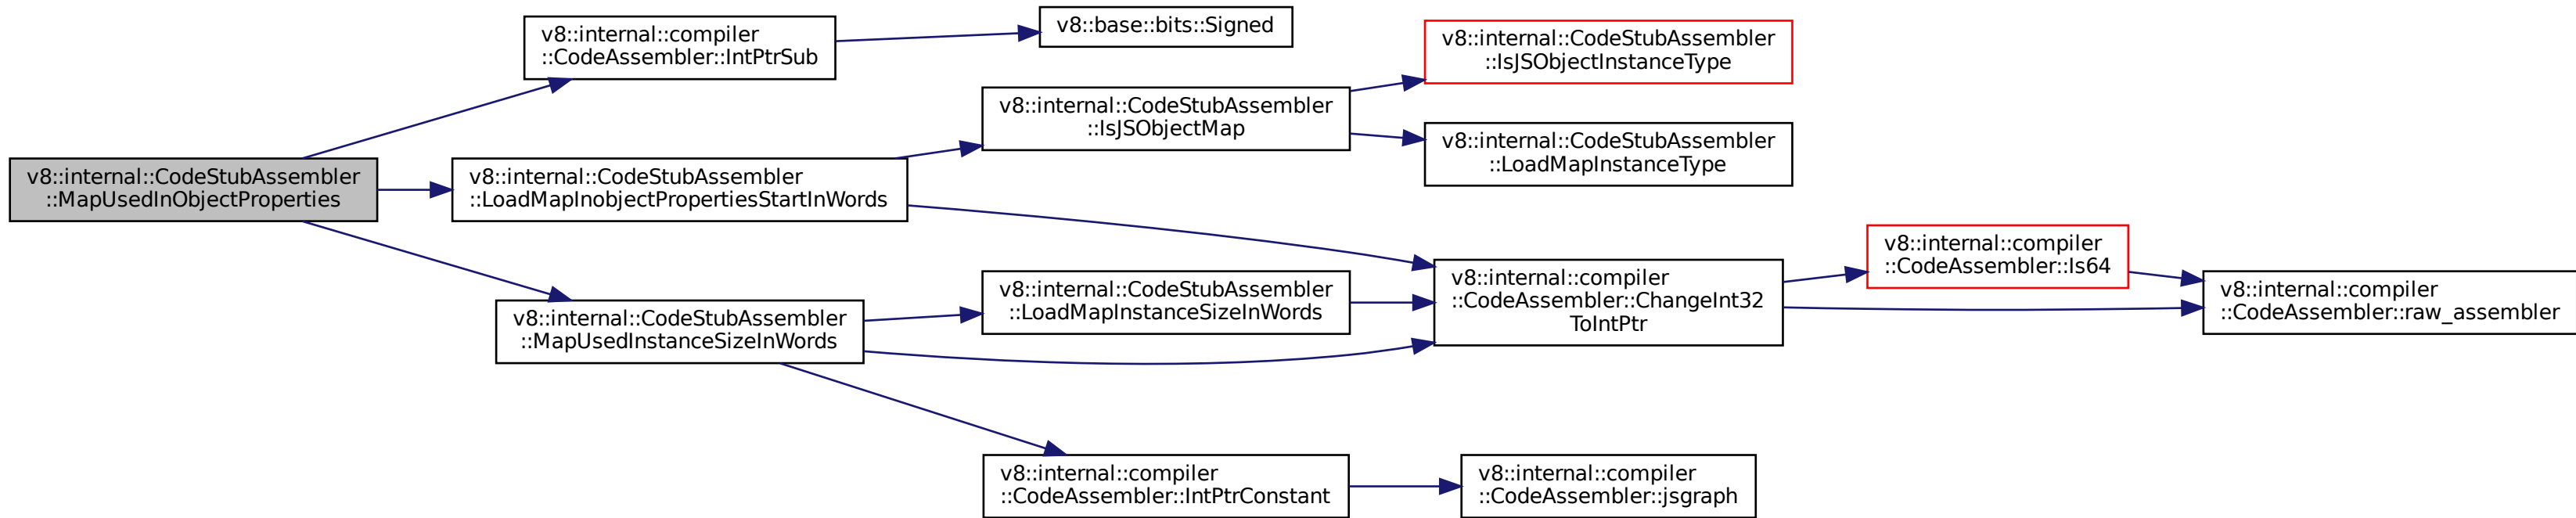 v8::internal::CodeStubAssembler
::MapUsedInObjectProperties
v8::internal::compiler
::CodeAssembler::IntPtrSub
v8::base::bits::Signed
v8::internal::CodeStubAssembler
::LoadMapInobjectPropertiesStartInWords
v8::internal::CodeStubAssembler
::IsJSObjectMap
v8::internal::CodeStubAssembler
::IsJSObjectInstanceType
v8::internal::CodeStubAssembler
::LoadMapInstanceType
v8::internal::compiler
::CodeAssembler::ChangeInt32
ToIntPtr
v8::internal::compiler
::CodeAssembler::Is64
v8::internal::compiler
::CodeAssembler::raw_assembler
v8::internal::CodeStubAssembler
::MapUsedInstanceSizeInWords
v8::internal::CodeStubAssembler
::LoadMapInstanceSizeInWords
v8::internal::compiler
::CodeAssembler::IntPtrConstant
v8::internal::compiler
::CodeAssembler::jsgraph